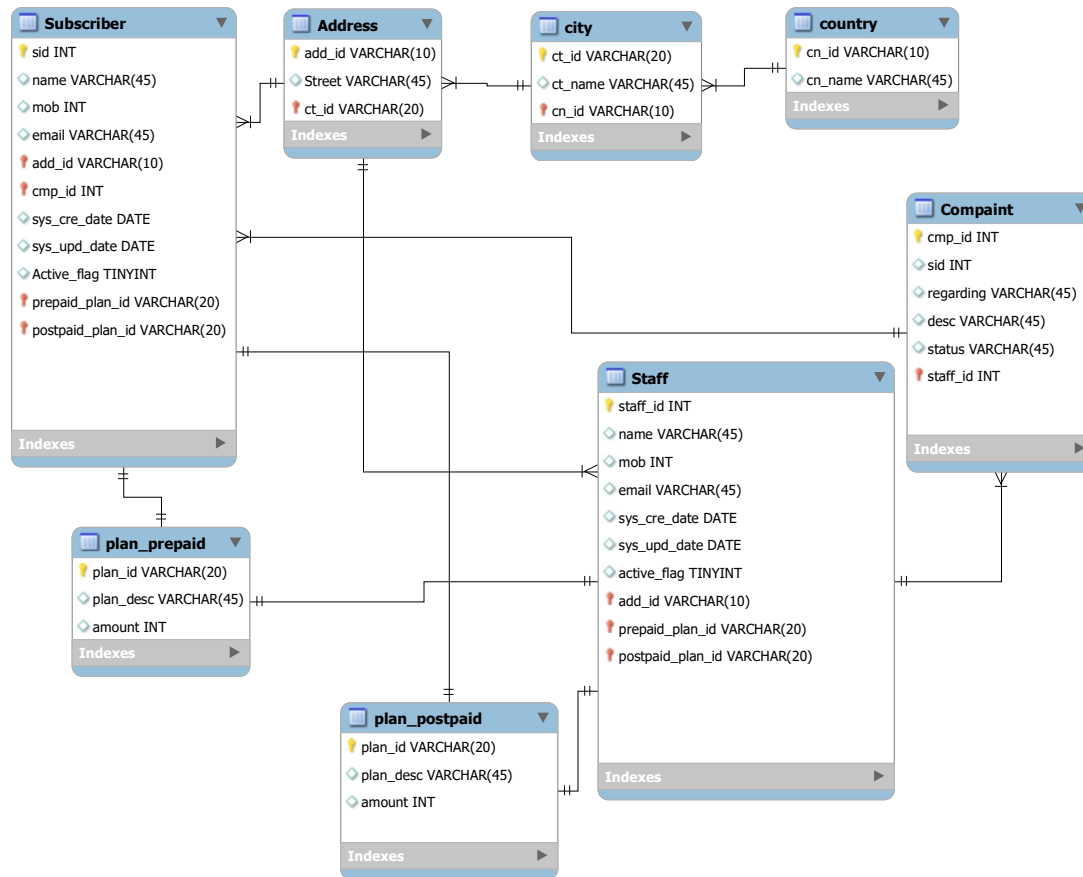 Subscriber
sid INT
name VARCHAR(45)
mob INT
email VARCHAR(45)
add_id VARCHAR(10)
cmp_id INT
sys_cre_date DATE
sys_upd_date DATE
Active_flag TINYINT
prepaid_plan_id VARCHAR(20)
postpaid_plan_id VARCHAR(20)
Indexes
Address
add_id VARCHAR(10)
Street VARCHAR(45)
ct_id VARCHAR(20)
Indexes
city
ct_id VARCHAR(20)
ct_name VARCHAR(45)
cn_id VARCHAR(10)
Indexes
country
cn_id VARCHAR(10)
cn_name VARCHAR(45)
Indexes
Compaint
cmp_id INT
sid INT
regarding VARCHAR(45)
desc VARCHAR(45)
status VARCHAR(45)
staff_id INT
Indexes
Staff
staff_id INT
name VARCHAR(45)
mob INT
email VARCHAR(45)
sys_cre_date DATE
sys_upd_date DATE
active_flag TINYINT
add_id VARCHAR(10)
prepaid_plan_id VARCHAR(20)
postpaid_plan_id VARCHAR(20)
Indexes
plan_prepaid
plan_id VARCHAR(20)
plan_desc VARCHAR(45)
amount INT
Indexes
plan_postpaid
plan_id VARCHAR(20)
plan_desc VARCHAR(45)
amount INT
Indexes